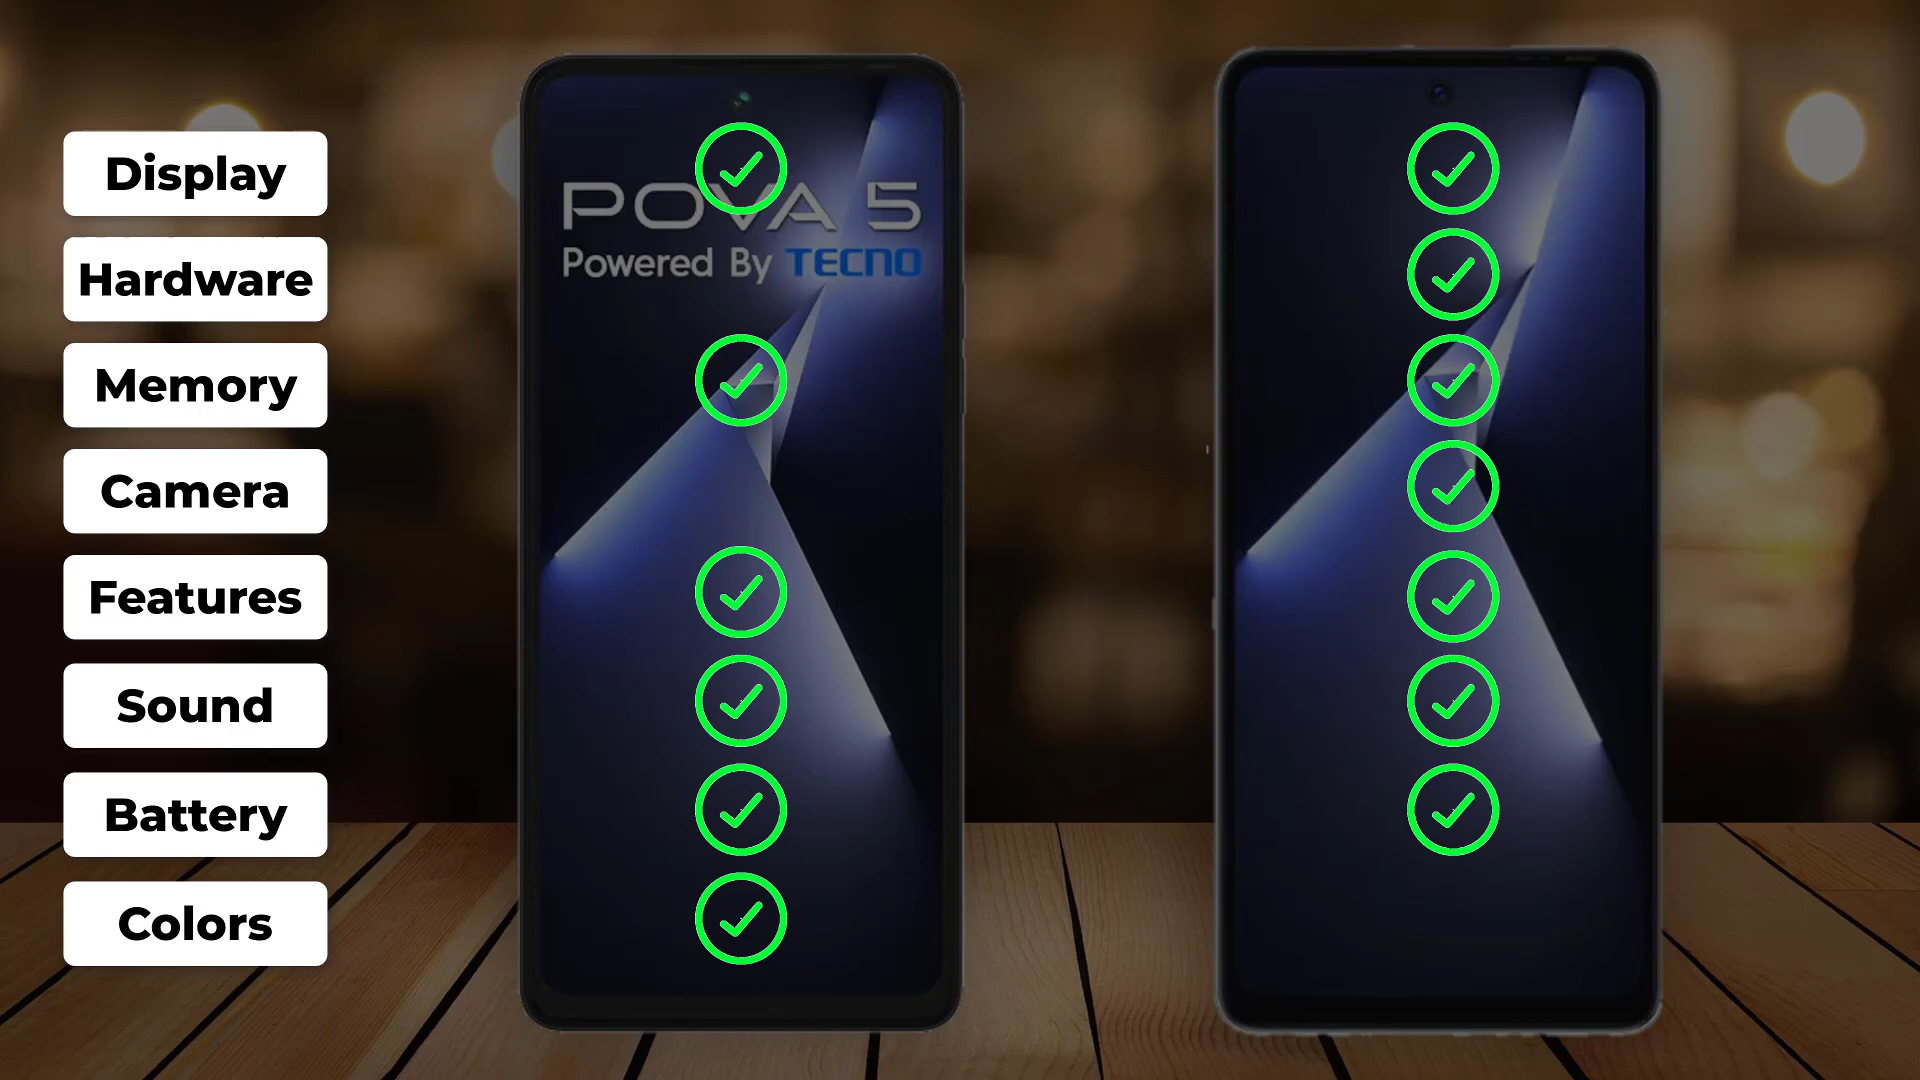 Display
Hardware
Memory
Camera
Features
Sound
Battery
Colors
POVA 5
Powered By TECNO